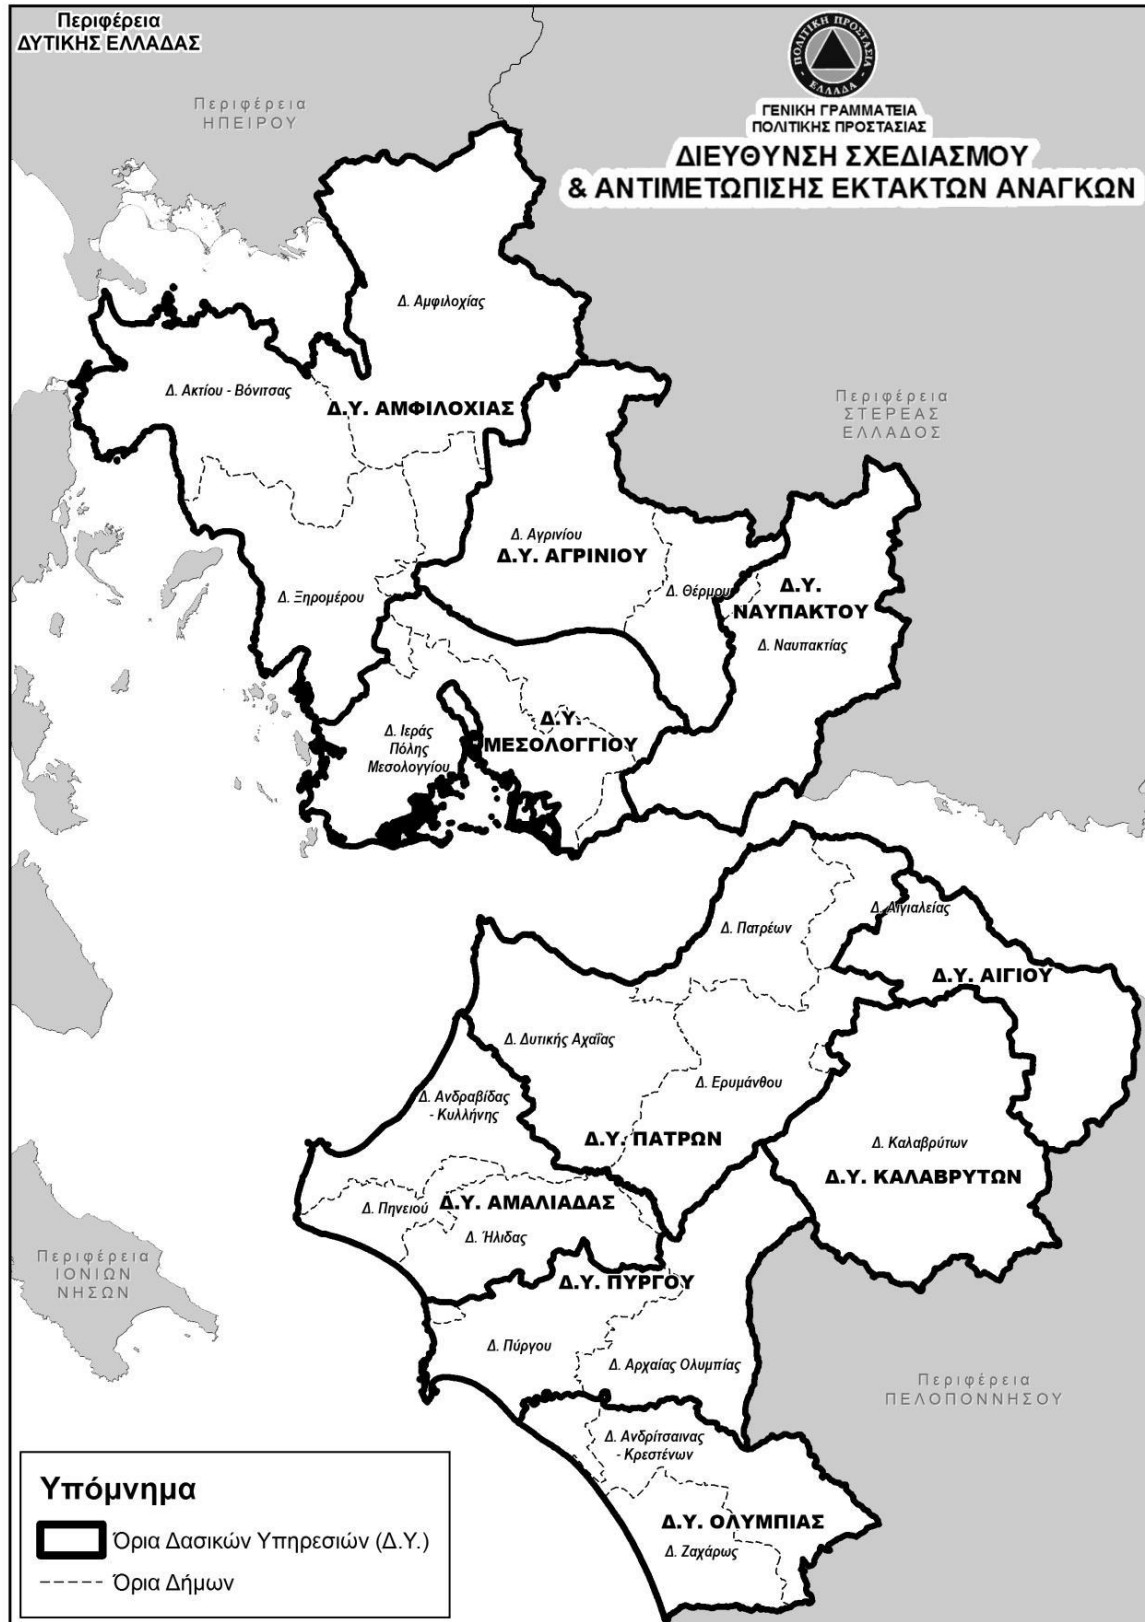 Περιφέρεια
ΔΥΤΙΚΗΣ ΕΛΛΑΔΑΣ
ΠΟΛΙΤΙΚΗ ΠΡΟΣΤΑΣΙΑ
- ΕΛΛΑΔΑ -
ΓΕΝΙΚΗ ΓΡΑΜΜΑΤΕΙΑ
ΠΟΛΙΤΙΚΗΣ ΠΡΟΣΤΑΣΙΑΣ
ΔΙΕΥΘΥΝΣΗ ΣΧΕΔΙΑΣΜΟΥ
& ΑΝΤΙΜΕΤΩΠΙΣΗΣ ΕΚΤΑΚΤΩΝ ΑΝΑΓΚΩΝ
Περιφέρεια
ΗΠΕΙΡΟΥ
Δ. Αμφιλοχίας
Δ. Ακτίου - Βόνιτσας
Δ.Υ. ΑΜΦΙΛΟΧΙΑΣ
Περιφέρεια
ΣΤΕΡΕΑΣ
ΕΛΛΑΔΟΣ
Δ. Αγρινίου
Δ.Υ. ΑΓΡΙΝΙΟΥ
Δ. Θέρμου
Δ.Υ.
ΝΑΥΠΑΚΤΟΥ
Δ. Ναυπακτίας
Δ. Ξηρομέρου
Δ. Ιεράς
Πόλης
Μεσολογγίου
Δ.Υ.
ΜΕΣΟΛΟΓΓΙΟΥ
Δ. Πατρέων
Δ. Αιγιαλείας
Δ.Υ. ΑΙΓΙΟΥ
Δ. Δυτικής Αχαΐας
Δ. Ερυμάνθου
Δ. Ανδραβίδας
- Κυλλήνης
Δ.Υ. ΠΑΤΡΩΝ
Δ. Καλαβρύτων
Δ.Υ. ΚΑΛΑΒΡΥΤΩΝ
Δ. Πηνειού
Δ.Υ. ΑΜΑΛΙΑΔΑΣ
Δ. Ήλιδας
Περιφέρεια
ΙΟΝΙΩΝ
ΝΗΣΩΝ
Δ.Υ. ΠΥΡΓΟΥ
Δ. Πύργου
Δ. Αρχαίας Ολυμπίας
Περιφέρεια
ΠΕΛΟΠΟΝΝΗΣΟΥ
Δ. Ανδρίτσαινας
- Κρεστένων
Δ.Υ. ΟΛΥΜΠΙΑΣ
Δ. Ζαχάρως
Υπόμνημα
Όρια Δασικών Υπηρεσιών (Δ.Υ.)
Όρια Δήμων